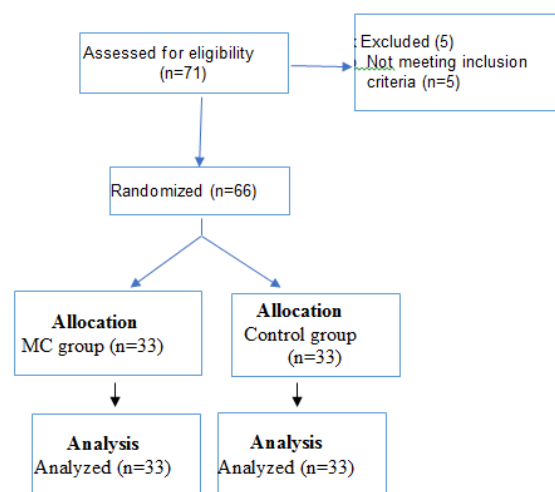 Assessed for eligibility
(n=71)
Excluded (5)
Not meeting inclusion
criteria (n=5)
Randomized (n=66)
Allocation
MC group (n=33)
Allocation
Control group
(n=33)
Analysis
Analyzed (n=33)
Analysis
Analyzed (n=33)